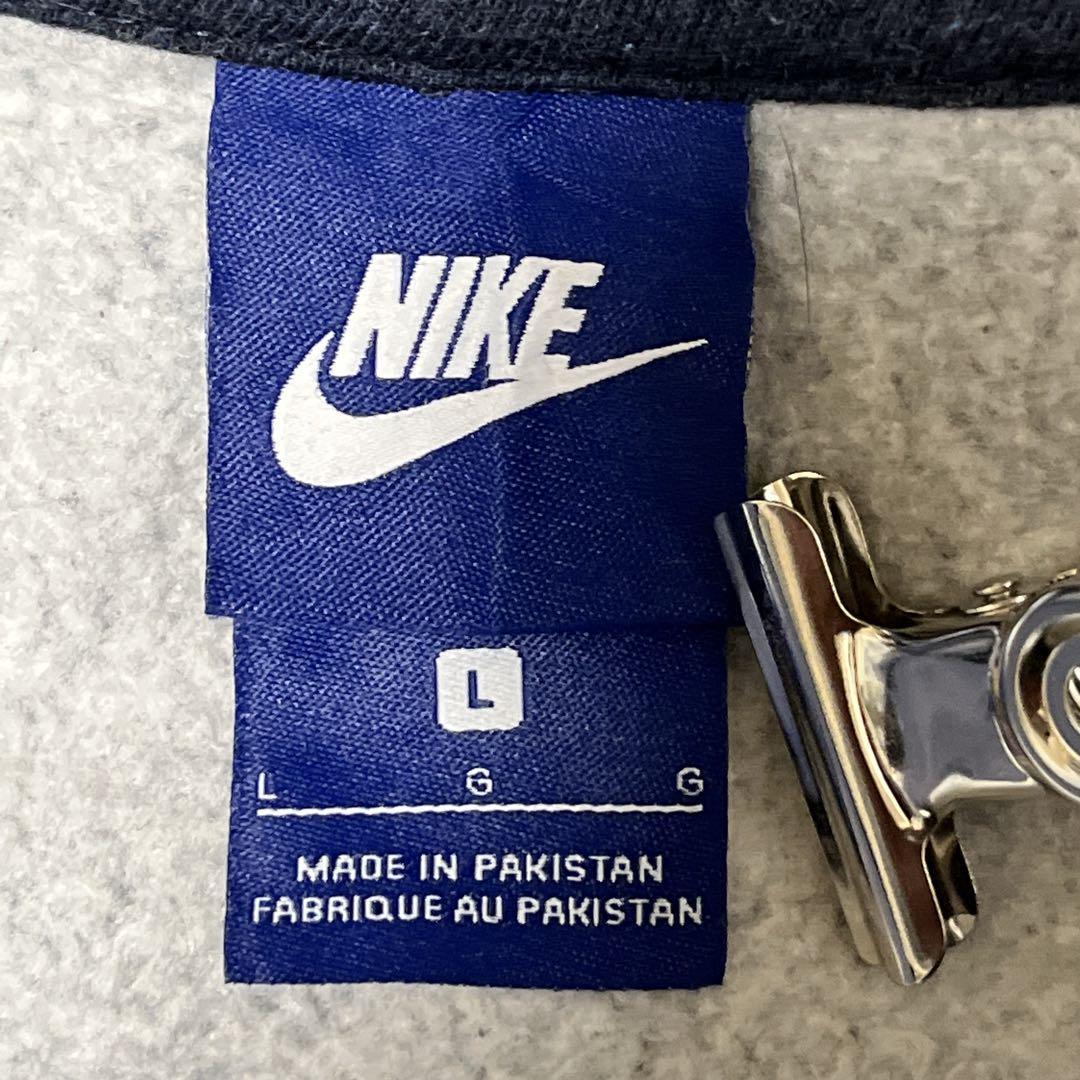 NIKE
L
L G G
MADE IN PAKISTAN
FABRIQUE AU PAKISTAN